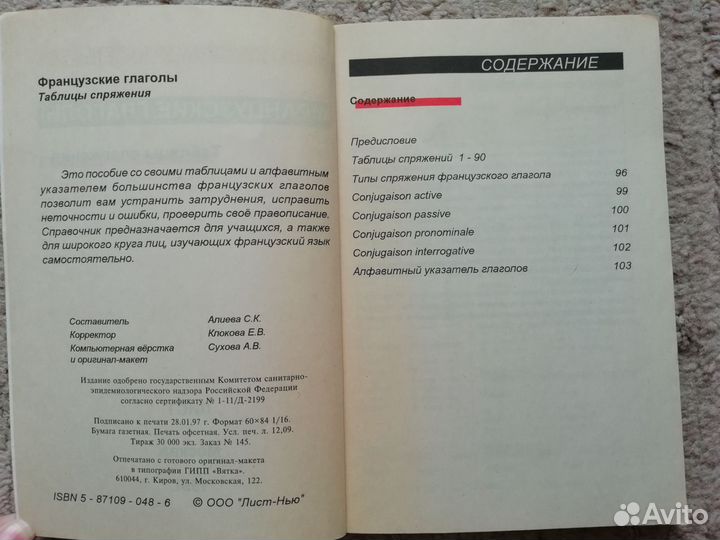 Французские глаголы
Таблицы спряжения
Это пособие со своими таблицами и алфавитным
указателем большинства французских глаголов
позволит вам устранить затруднения, исправить
неточности и ошибки, проверить своё правописание.
Справочник предназначается для учащихся, а также
для широкого круга лиц, изучающих французский язык
самостоятельно.
Составитель Алиева С.К.
Корректор Клокова Е.В.
Компьютерная вёрстка Сухова А.В.
и оригинал-макет
Издание одобрено государственным Комитетом санитарно-
эпидемиологического надзора Российской Федерации
согласно сертификату № 1-11/Д-2199
Подписано к печати 28.01.97 г. Формат 60×84 1/16.
Бумага газетная. Печать офсетная. Усл. печ. л. 12,09.
Тираж 30 000 экз. Заказ № 145.
Отпечатано с готового оригинал-макета
в типографии ГИПП «Вятка».
610044, г. Киров, ул. Московская, 122.
ISBN 5 - 87109 - 048 - 6 © ООО "Лист-Нью"
СОДЕРЖАНИЕ
Содержание
Предисловие
Таблицы спряжений 1 - 90
Типы спряжения французского глагола 96
Conjugaison active 99
Conjugaison passive 100
Conjugaison pronominale 101
Conjugaison interrogative 102
Алфавитный указатель глаголов 103
Avito